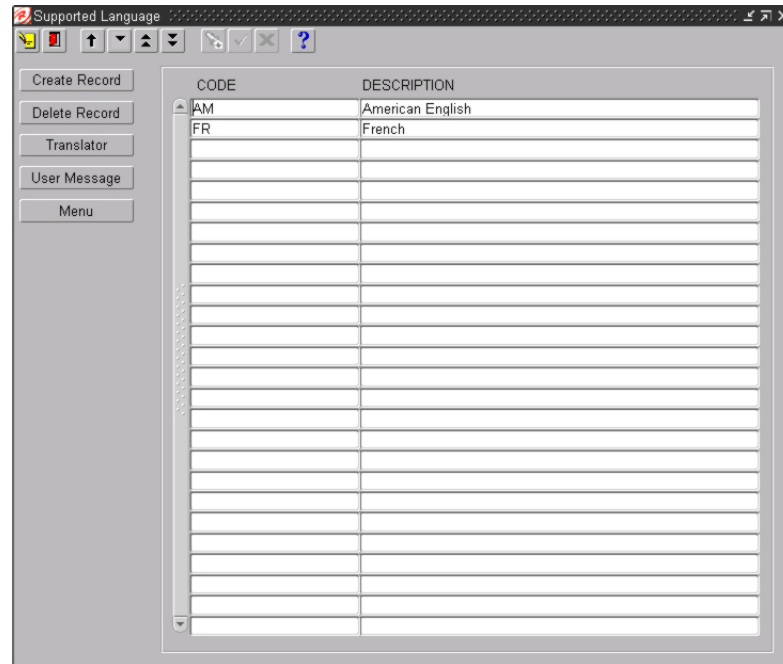 Supported Language
?
Create Record
Delete Record
Translator
User Message
Menu
CODE DESCRIPTION
AM American English
FR French